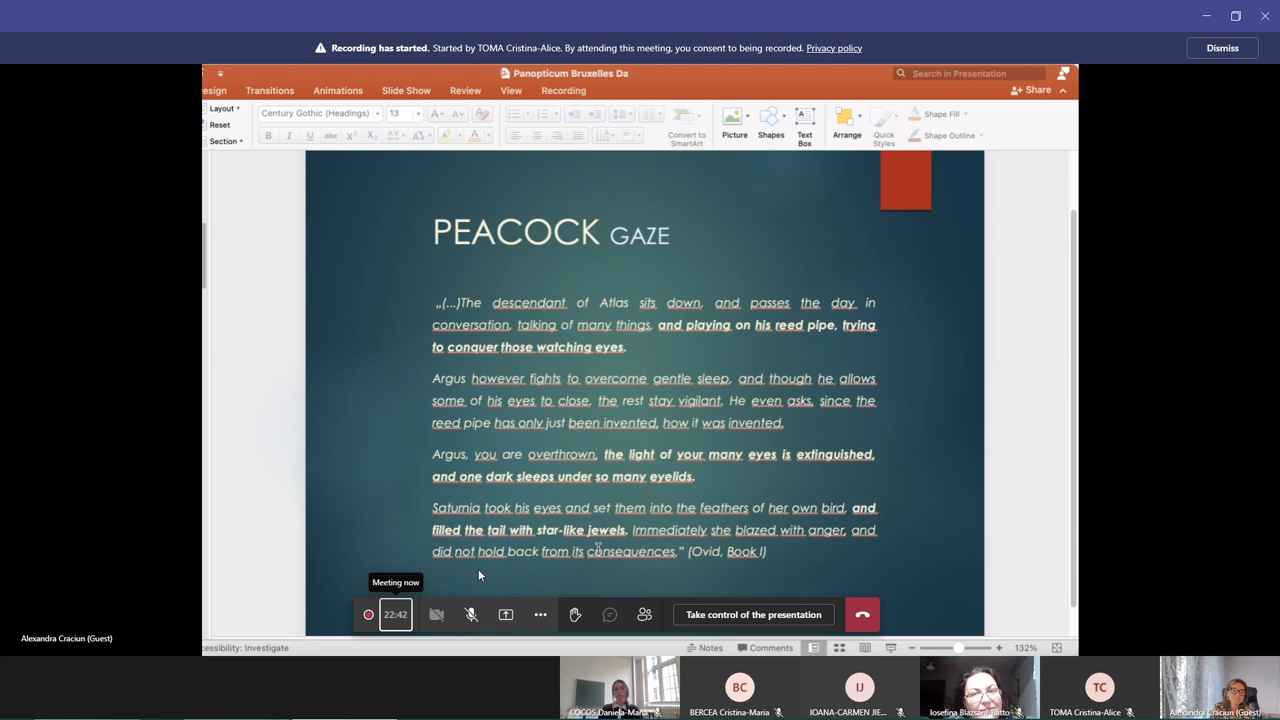 Recording has started. Started by TOMA Cristina-Alice. By attending this meeting, you consent to being recorded. Privacy policy
Dismiss
Panopticum Bruxelles Da
Search in Presentation
esign Transitions Animations Slide Show Review View Recording
Share
Layout
Reset
Section
Century Gothic (Headings) 13
Convert to SmartArt
Picture Shapes Text Box
Arrange Quick Styles
Shape Fill
Shape Outline
PEACOCK GAZE
„(...)The descendant of Atlas sits down, and passes the day in
conversation, talking of many things, and playing on his reed pipe, trying
to conquer those watching eyes.
Argus however fights to overcome gentle sleep, and though he allows
some of his eyes to close, the rest stay vigilant. He even asks, since the
reed pipe has only just been invented, how it was invented.
Argus, you are overthrown, the light of your many eyes is extinguished,
and one dark sleeps under so many eyelids.
Saturnia took his eyes and set them into the feathers of her own bird, and
filled the tail with star-like jewels. Immediately she blazed with anger, and
did not hold back from its consequences.” (Ovid, Book I)
Meeting now
22:42
Take control of the presentation
Alexandra Craciun (Guest)
cessibility: Investigate
Notes Comments 132%
BC IJ TC
COCOS Daniela-Maria BERCEA Cristina-Maria IOANA-CARMEN JIE... Iosefina Blazsani Batto TOMA Cristina-Alice Alexandra Craciun (Guest)